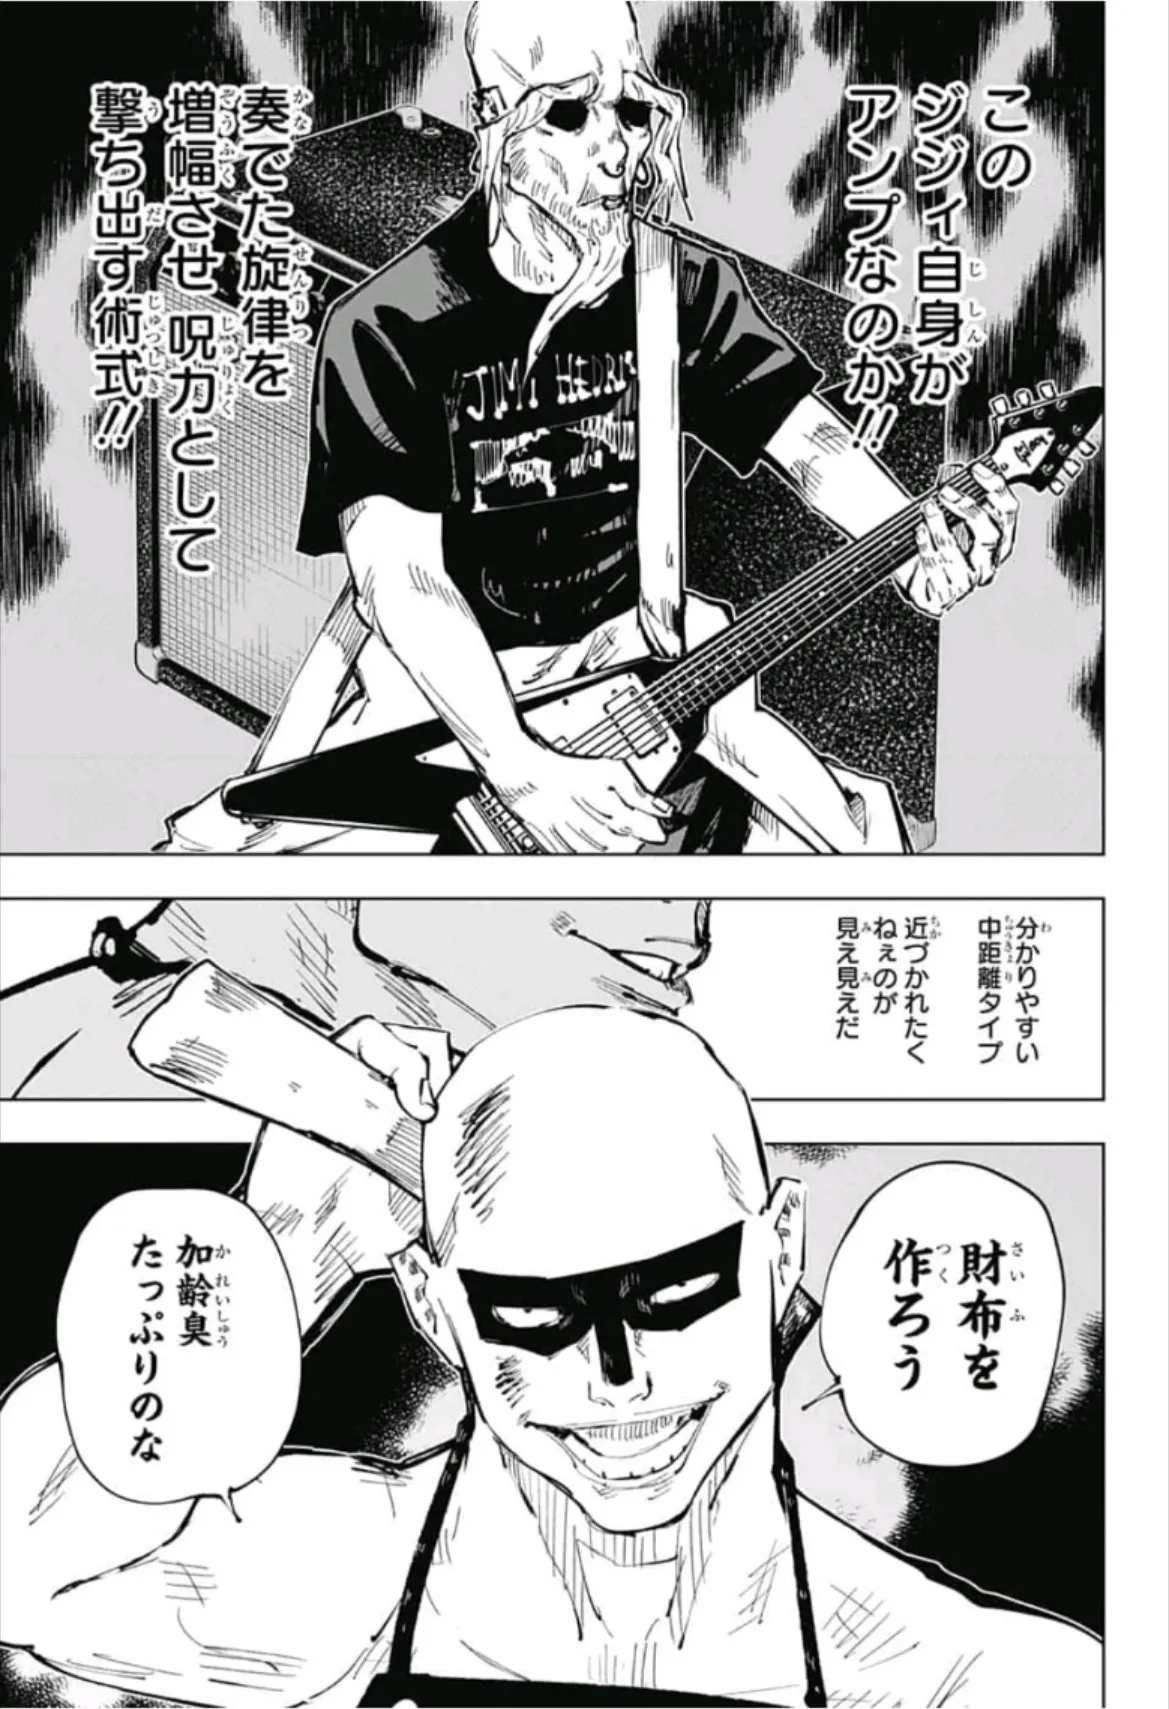 この
ジジィ自身が
アンプなのか!!!
奏でた旋律を
増幅させ 呪力として
撃ち出す術式!!
JIMI HEDRIS
分かりやすい
中距離タイプ
近づかれたく
ねぇのが
見え見えだ
財布を
作ろう
加齢臭
たっぷりのな